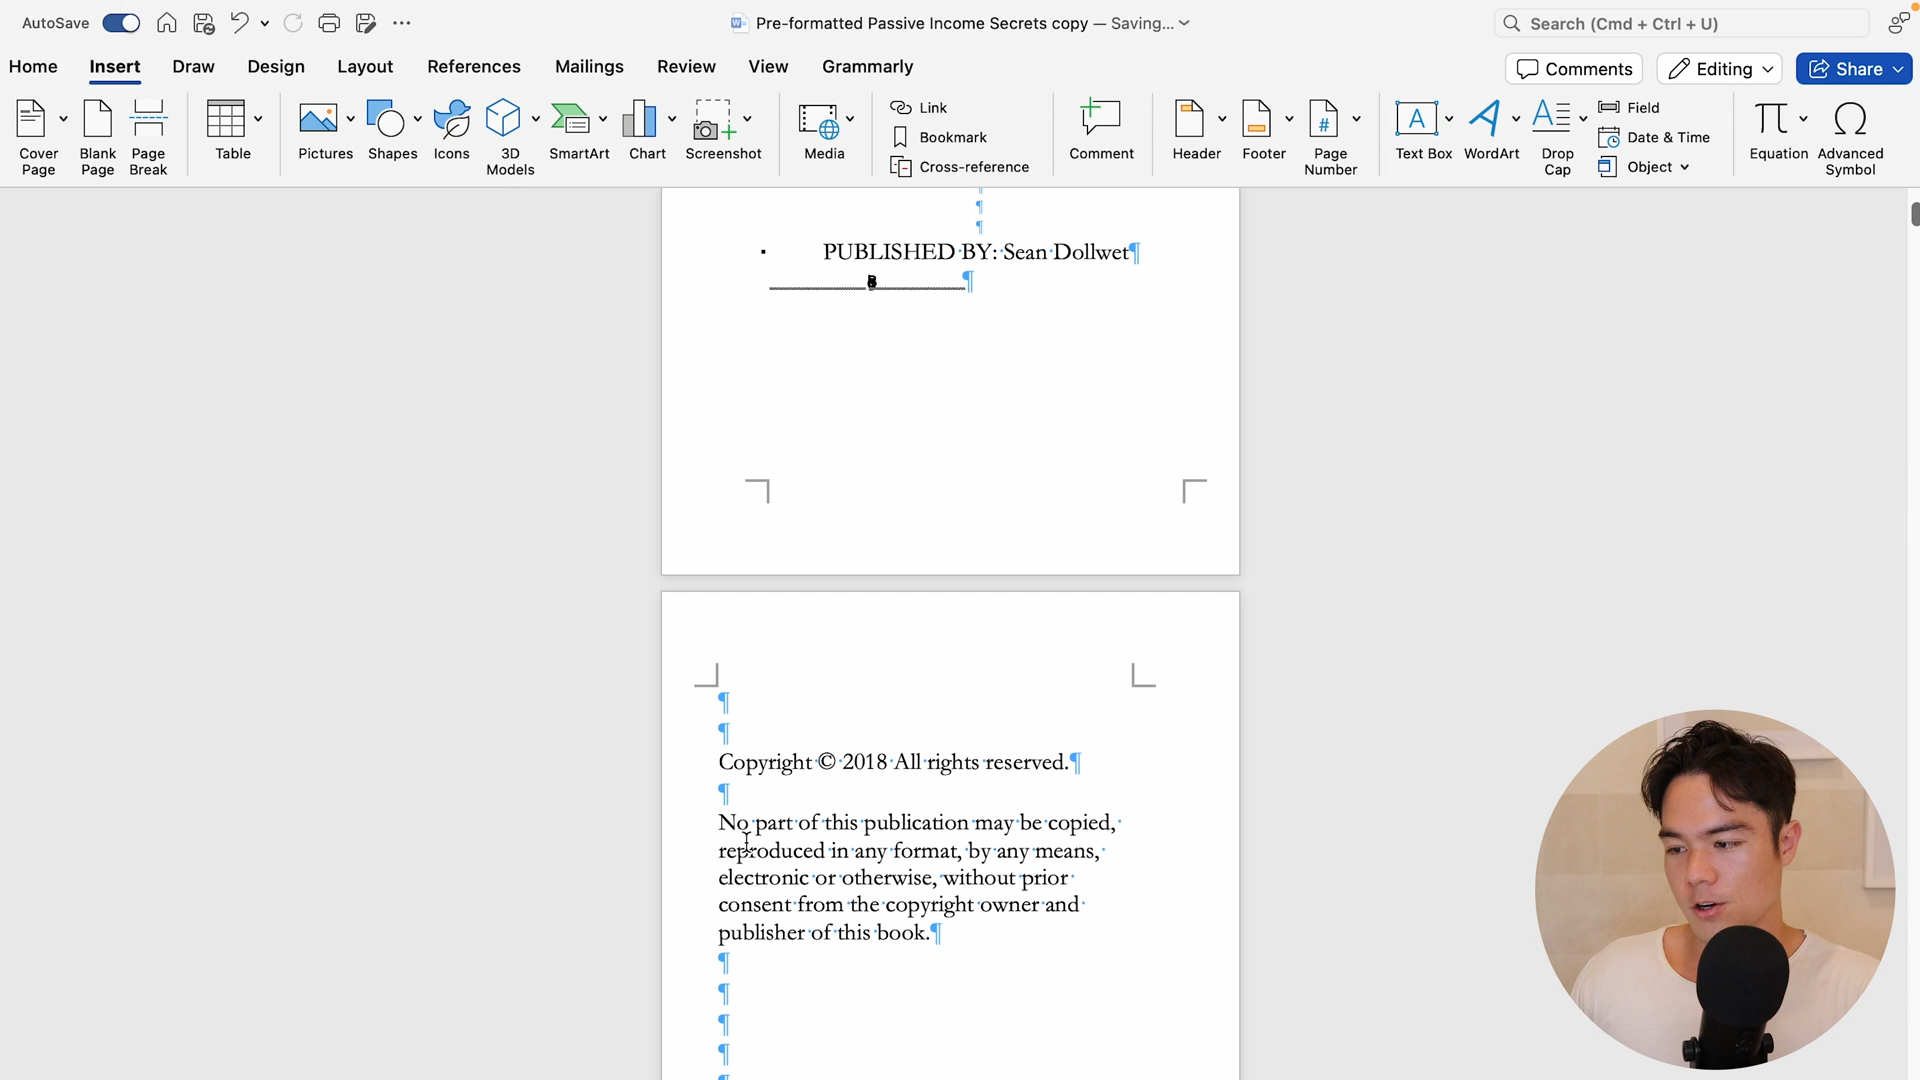 AutoSave
Pre-formatted Passive Income Secrets copy — Saving...
Search (Cmd + Ctrl + U)
Home Insert Draw Design Layout References Mailings Review View Grammarly
Comments Editing Share
Cover Page
Blank Page
Page Break
Table
Pictures
Shapes
Icons
3D Models
SmartArt
Chart
Screenshot
Media
Link
Bookmark
Cross-reference
Comment
Header
Footer
Page Number
Text Box
WordArt
Drop Cap
Field
Date & Time
Object
Equation
Advanced Symbol
PUBLISHED BY: Sean Dollwet
Copyright © 2018 All rights reserved.
No part of this publication may be copied,
reproduced in any format, by any means,
electronic or otherwise, without prior
consent from the copyright owner and
publisher of this book.